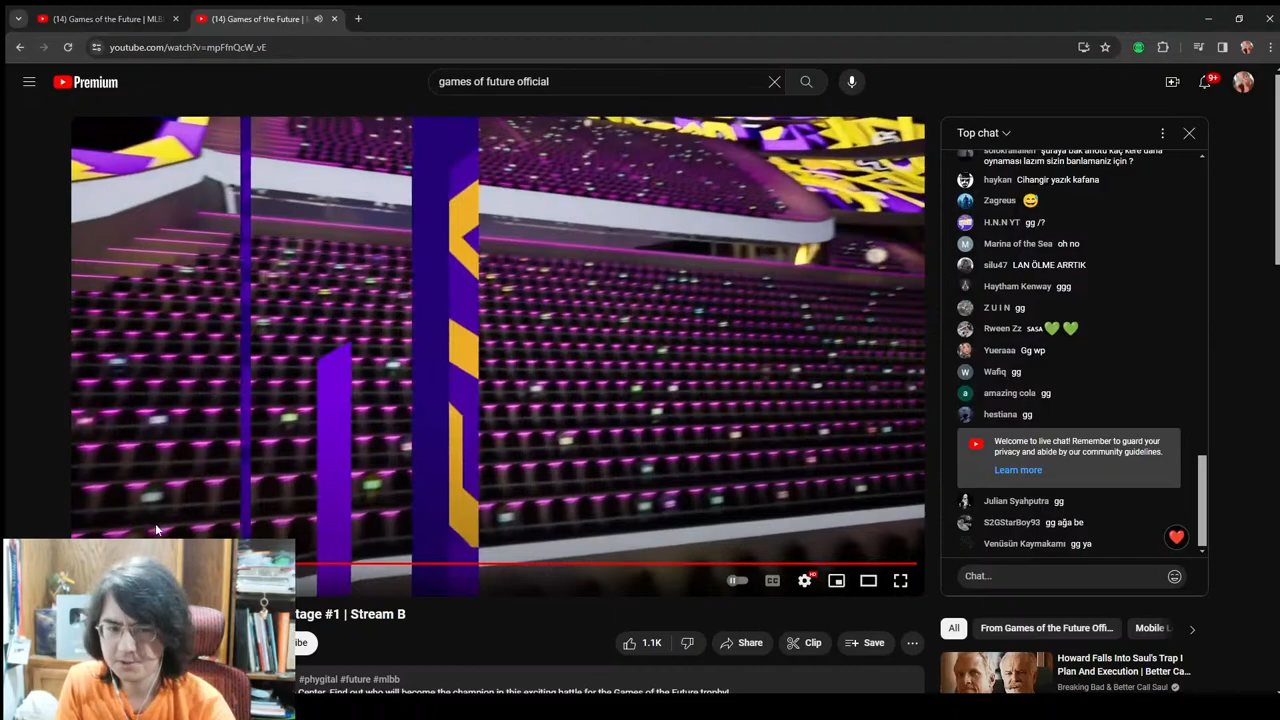 (14) Games of the Future | MLB
(14) Games of the Future |
youtube.com/watch?v=mpFfnQcW_vE
Premium
games of future official
9+
Top chat
şuraya bak anotu kaç kere daha
oynaması lazım sizin banlamanız için ?
haykan Cihangir yazık kafana
Zagreus 😅
H.N.N YT gg /?
M
Marina of the Sea oh no
silu47 LAN ÖLME ARRTIK
Haytham Kenway ggg
Z U I N gg
Rween Zz sᴀsᴀ💚 💚
Yueraaa Gg wp
W
Wafiq gg
a
amazing cola gg
hestiana gg
Welcome to live chat! Remember to guard your
privacy and abide by our community guidelines.
Learn more
Julian Syahputra gg
S2GStarBoy93 gg ağa be
Venüsün Kaymakamı gg ya
Chat...
CC
HD
tage #1 | Stream B
ibe
1.1K
Share
Clip
Save
#phygital #future #mlbb
Center. Find out who will become the champion in this exciting battle for the Games of the Future trophy!
All
From Games of the Future Offi...
Mobile L
Howard Falls Into Saul's Trap I
Plan And Execution | Better Ca...
Breaking Bad & Better Call Saul